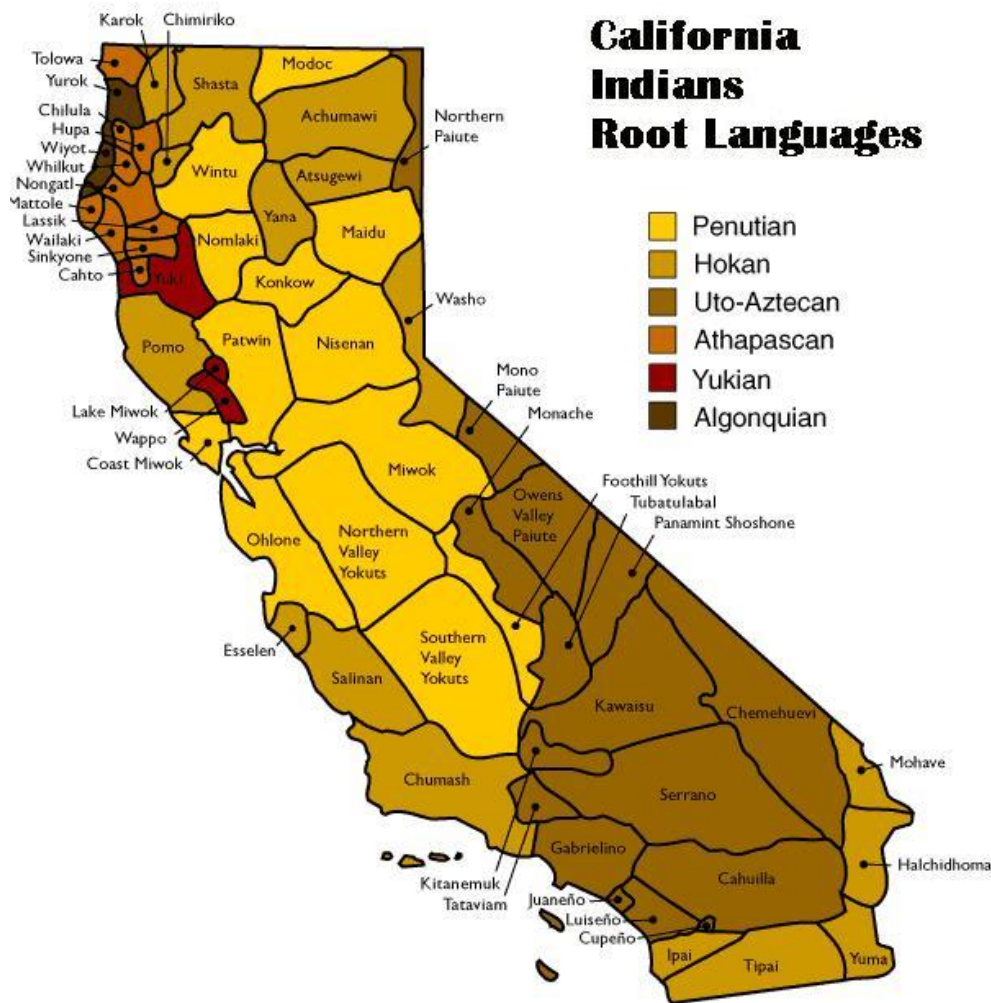 California
Indians
Root Languages
Penutian
Hokan
Uto-Aztecan
Athapascan
Yukian
Algonquian
Karok
Chimiriko
Tolowa
Yurok
Chilula
Hupa
Wiyot
Whilkut
Nongatl
Mattole
Lassik
Wailaki
Sinkyone
Cahto
Shasta
Modoc
Achumawi
Northern
Paiute
Wintu
Atsugewi
Yana
Nomlaki
Maidu
Yuki
Konkow
Washo
Pomo
Patwin
Nisenan
Lake Miwok
Wappo
Coast Miwok
Mono
Paiute
Monache
Miwok
Foothill Yokuts
Tubatulabal
Panamint Shoshone
Owens
Valley
Paiute
Ohlone
Northern
Valley
Yokuts
Esselen
Salinan
Southern
Valley
Yokuts
Kawaisu
Chemehuevi
Mohave
Chumash
Serrano
Gabrielino
Halchidhoma
Kitanemuk
Tataviam
Cahuilla
Juaneño
Luiseño
Cupeño
Ipai
Tipai
Yuma